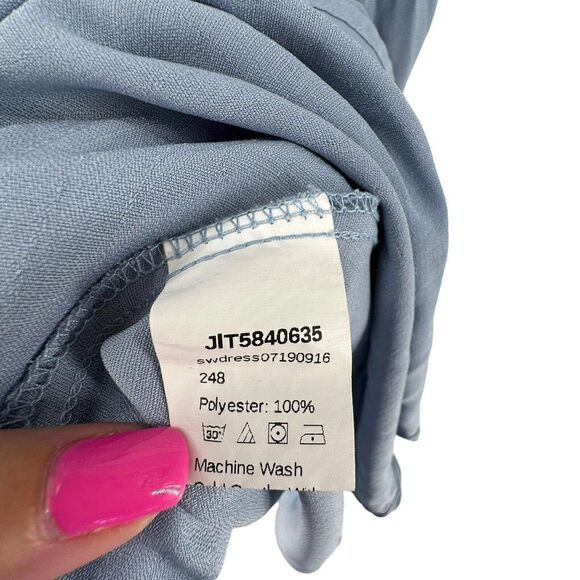 JIT5840635
swdress07190916
248
Polyester: 100%
30°
Machine Wash